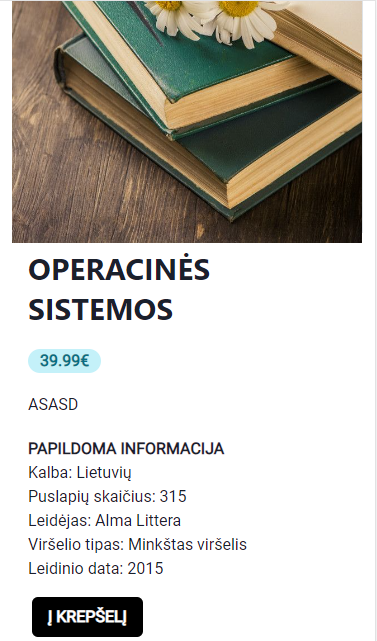 OPERACINĖS
SISTEMOS
39.99€
ASASD
PAPILDOMA INFORMACIJA
Kalba: Lietuvių
Puslapių skaičius: 315
Leidėjas: Alma Littera
Viršelio tipas: Minkštas viršelis
Leidinio data: 2015
Į KREPŠELĮ